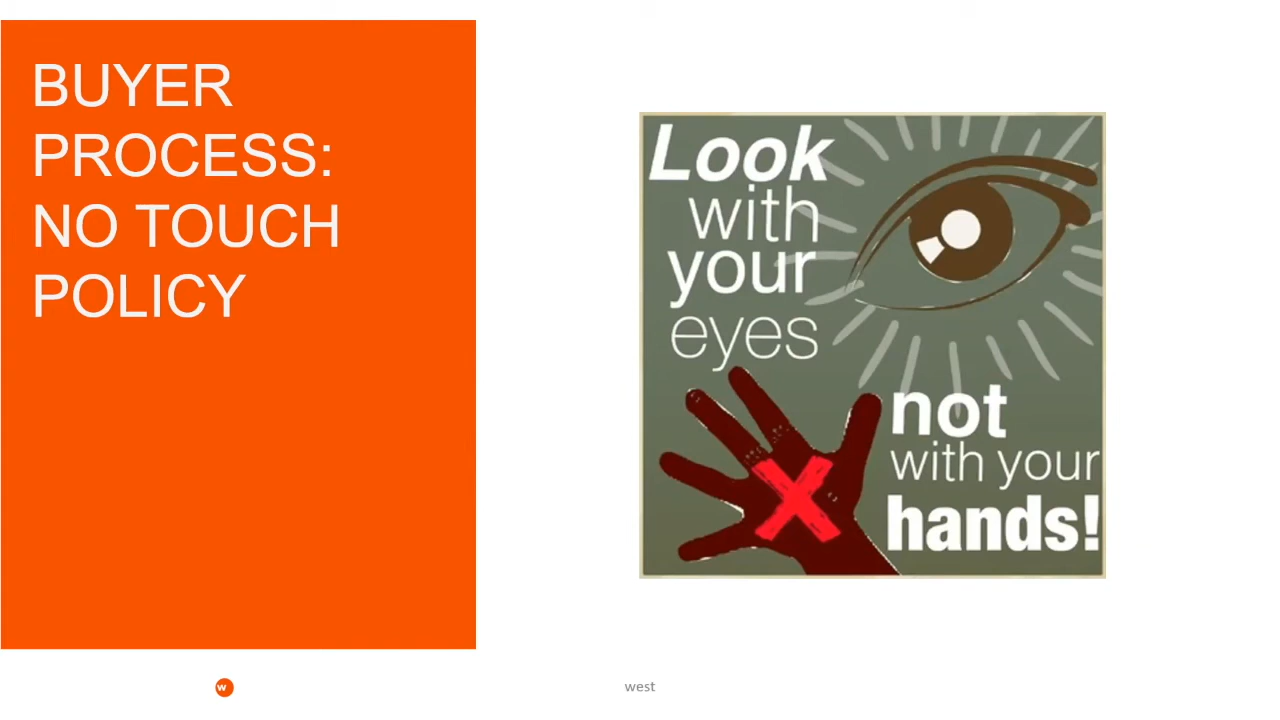 BUYER
PROCESS:
NO TOUCH
POLICY
Look
with
your
eyes
not
with your
hands!
w
west